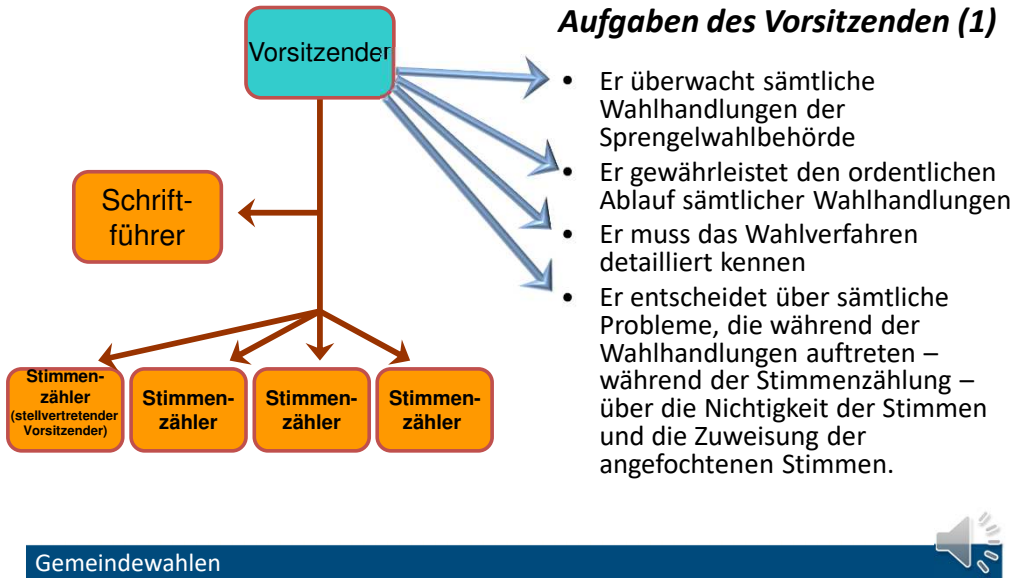 Aufgaben des Vorsitzenden (1)
Vorsitzender
Schrift-
führer
Stimmen-
zähler
(stellvertretender
Vorsitzender)
Stimmen-
zähler
Stimmen-
zähler
Stimmen-
zähler
• Er überwacht sämtliche
Wahlhandlungen der
Sprengelwahlbehörde
• Er gewährleistet den ordentlichen
Ablauf sämtlicher Wahlhandlungen
• Er muss das Wahlverfahren
detailliert kennen
• Er entscheidet über sämtliche
Probleme, die während der
Wahlhandlungen auftreten –
während der Stimmenzählung –
über die Nichtigkeit der Stimmen
und die Zuweisung der
angefochtenen Stimmen.
Gemeindewahlen